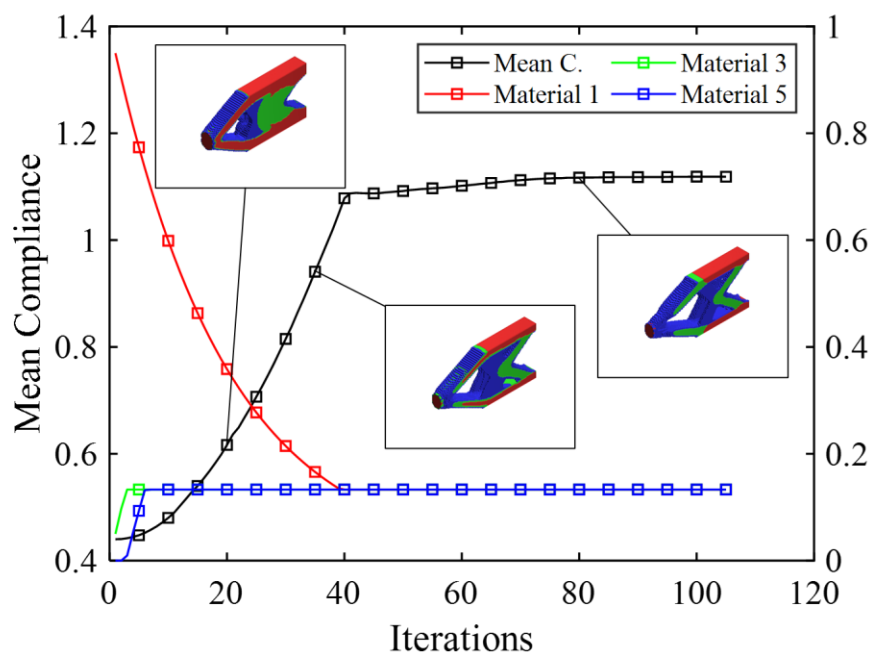 1.4 1
Mean C. Material 3
Material 1 Material 5
1.2 0.8
1 0.6
0.8 0.4
0.6 0.2
0.4 0
Mean Compliance
0 20 40 60 80 100 120
Iterations